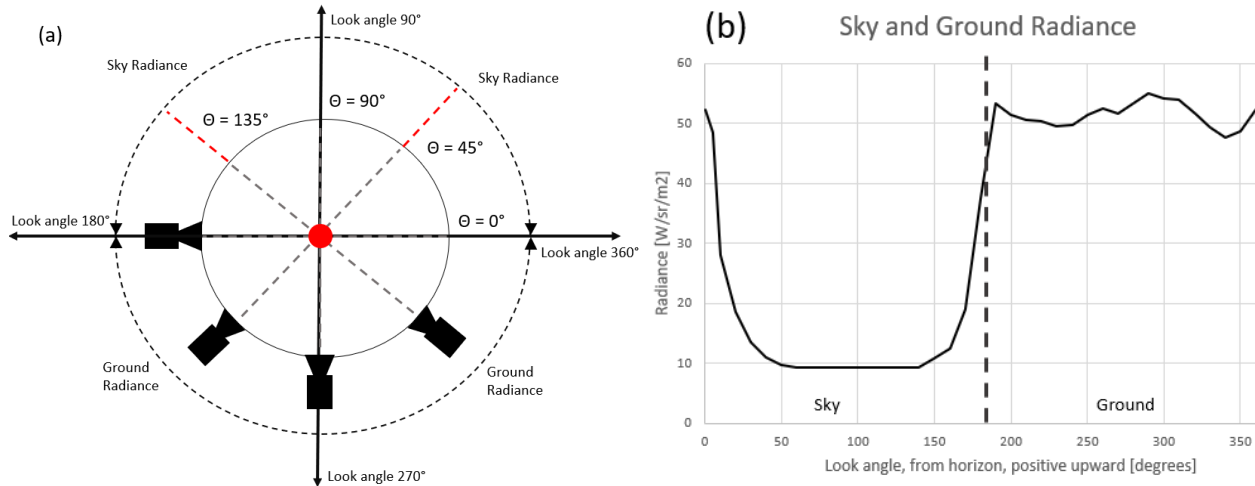 (a)
Look angle 90°
Sky Radiance
Sky Radiance
Θ = 90°
Θ = 135°
Θ = 45°
Θ = 0°
Look angle 180°
Look angle 360°
Ground
Radiance
Ground
Radiance
Look angle 270°
(b)
Sky and Ground Radiance
Radiance [W/sr/m2]
60
50
40
30
20
10
0
Sky
Ground
0
50
100
150
200
250
300
350
Look angle, from horizon, positive upward [degrees]